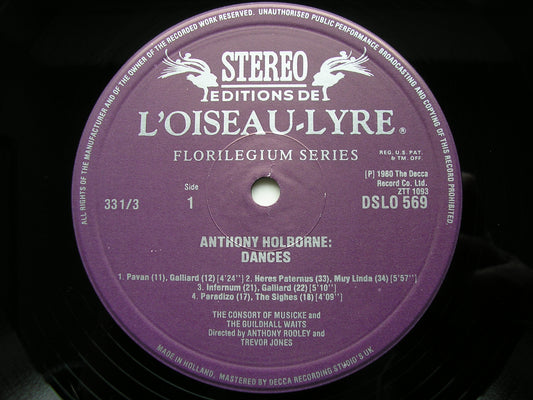 ALL RIGHTS OF THE MANUFACTURER AND OF THE OWNER OF THE RECORDED WORK RESERVED. UNAUTHORISED PUBLIC PERFORMANCE BROADCASTING AND COPYING OF THIS RECORD PROHIBITED.
STEREO
EDITIONS DE
L'OISEAU-LYRE®
FLORILEGIUM SERIES
REG. U.S. PAT.
& TM. OFF.
Side
1
33 1/3
[P] 1980 The Decca
Record Co. Ltd.
ZTT 1093
DSLO 569
ANTHONY HOLBORNE:
DANCES
1. Pavan (11), Galliard (12) [4'24"] 2. Heres Paternus (33), Muy Linda (34) [5'57"]
3. Infernum (21), Galliard (22) [5'10"]
4. Paradizo (17), The Sighes (18) [4'09"]
THE CONSORT OF MUSICKE and
THE GUILDHALL WAITS
Directed by ANTHONY ROOLEY and
TREVOR JONES
MADE IN HOLLAND. MASTERED BY DECCA RECORDING STUDIO'S UK